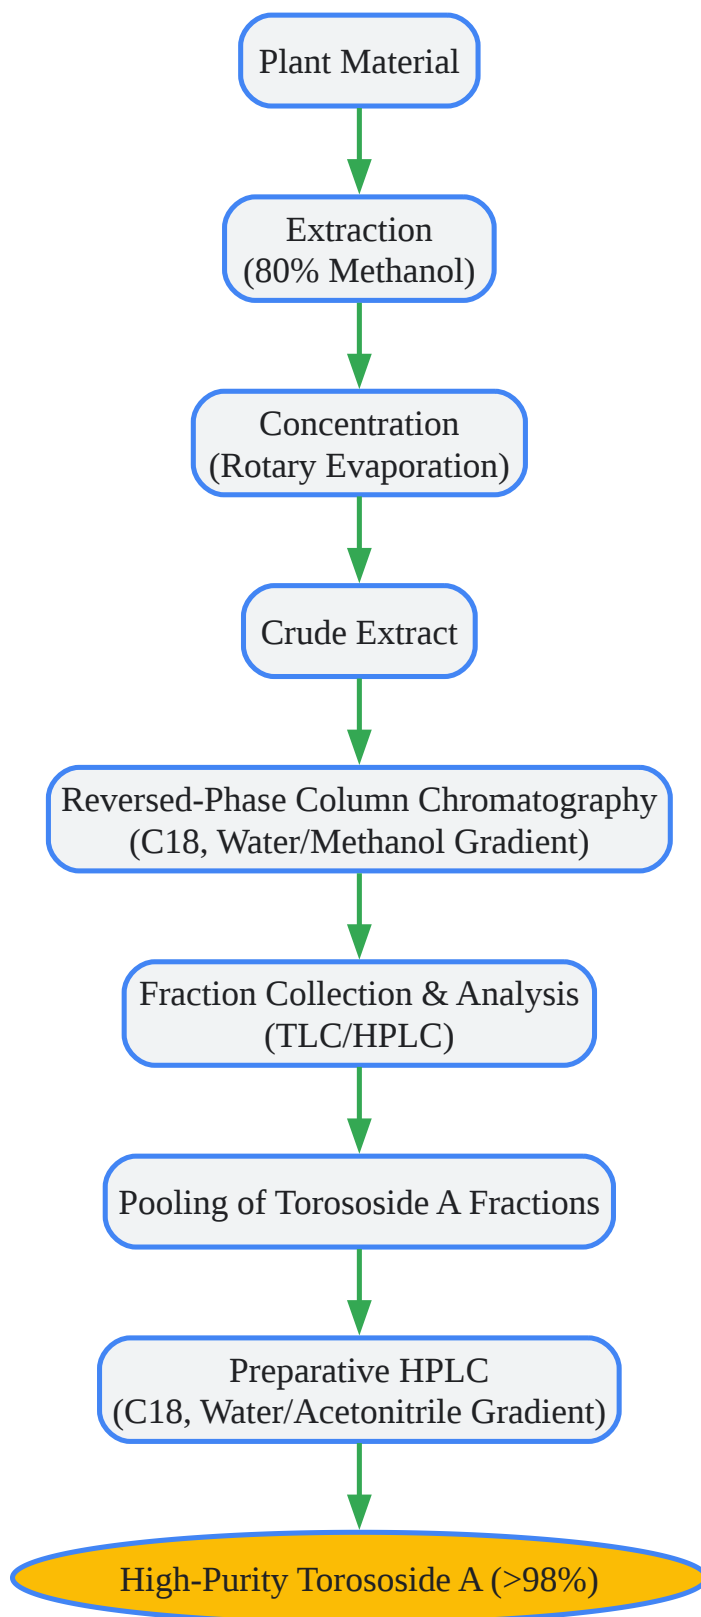 Plant Material
Extraction
(80% Methanol)
Concentration
(Rotary Evaporation)
Crude Extract
Reversed-Phase Column Chromatography
(C18, Water/Methanol Gradient)
Fraction Collection & Analysis
(TLC/HPLC)
Pooling of Torososide A Fractions
Preparative HPLC
(C18, Water/Acetonitrile Gradient)
High-Purity Torososide A (>98%)